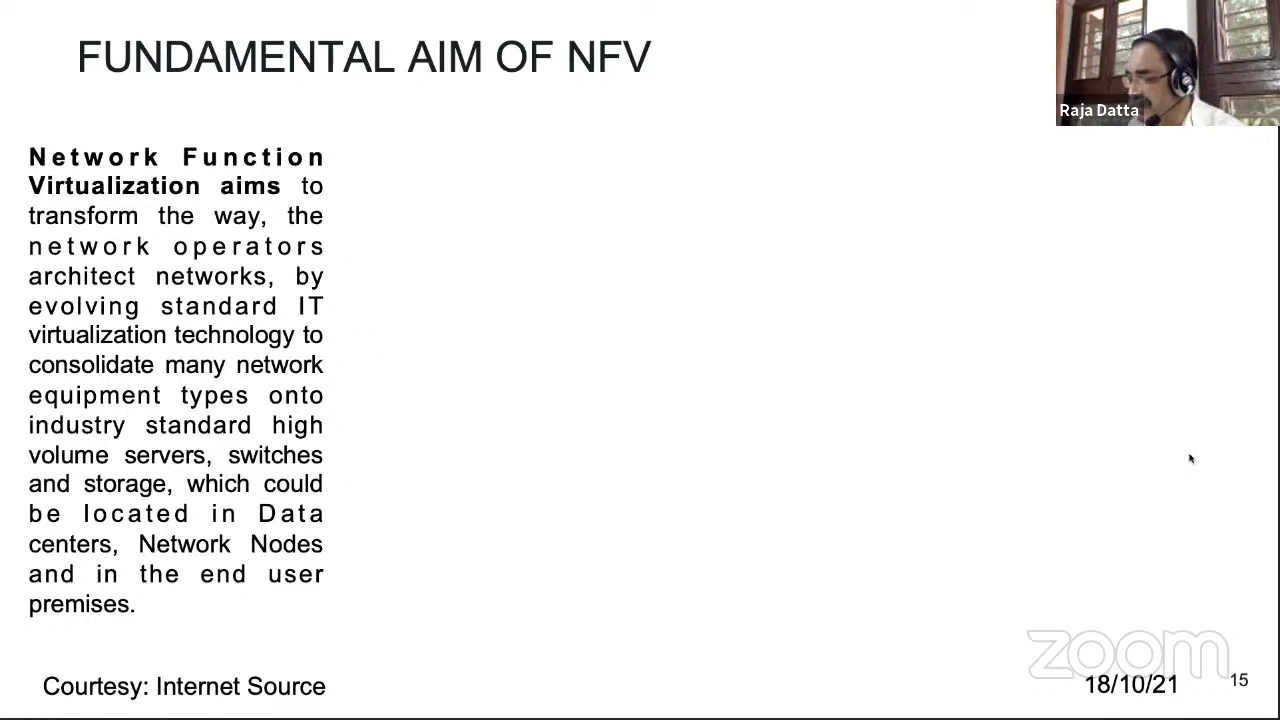 FUNDAMENTAL AIM OF NFV
Raja Datta
Network Function
Virtualization aims to
transform the way, the
network operators
architect networks, by
evolving standard IT
virtualization technology to
consolidate many network
equipment types onto
industry standard high
volume servers, switches
and storage, which could
be located in Data
centers, Network Nodes
and in the end user
premises.
zoom
Courtesy: Internet Source
18/10/21
15